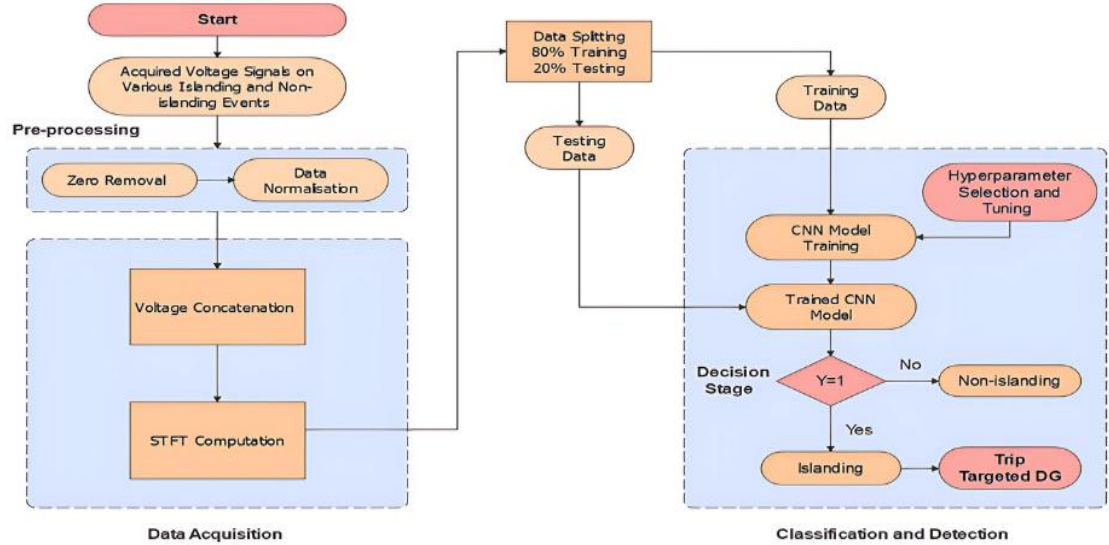 Start
Acquired Voltage Signals on
Various Islanding and Non-
islanding Events
Pre-processing
Zero Removal
Data
Normalisation
Voltage Concatenation
STFT Computation
Data Acquisition
Data Splitting
80% Training
20% Testing
Testing
Data
Training
Data
Hyperparameter
Selection and
Tuning
CNN Model
Training
Trained CNN
Model
Decision
Stage
Y=1
No
Non-islanding
Yes
Islanding
Trip
Targeted DG
Classification and Detection